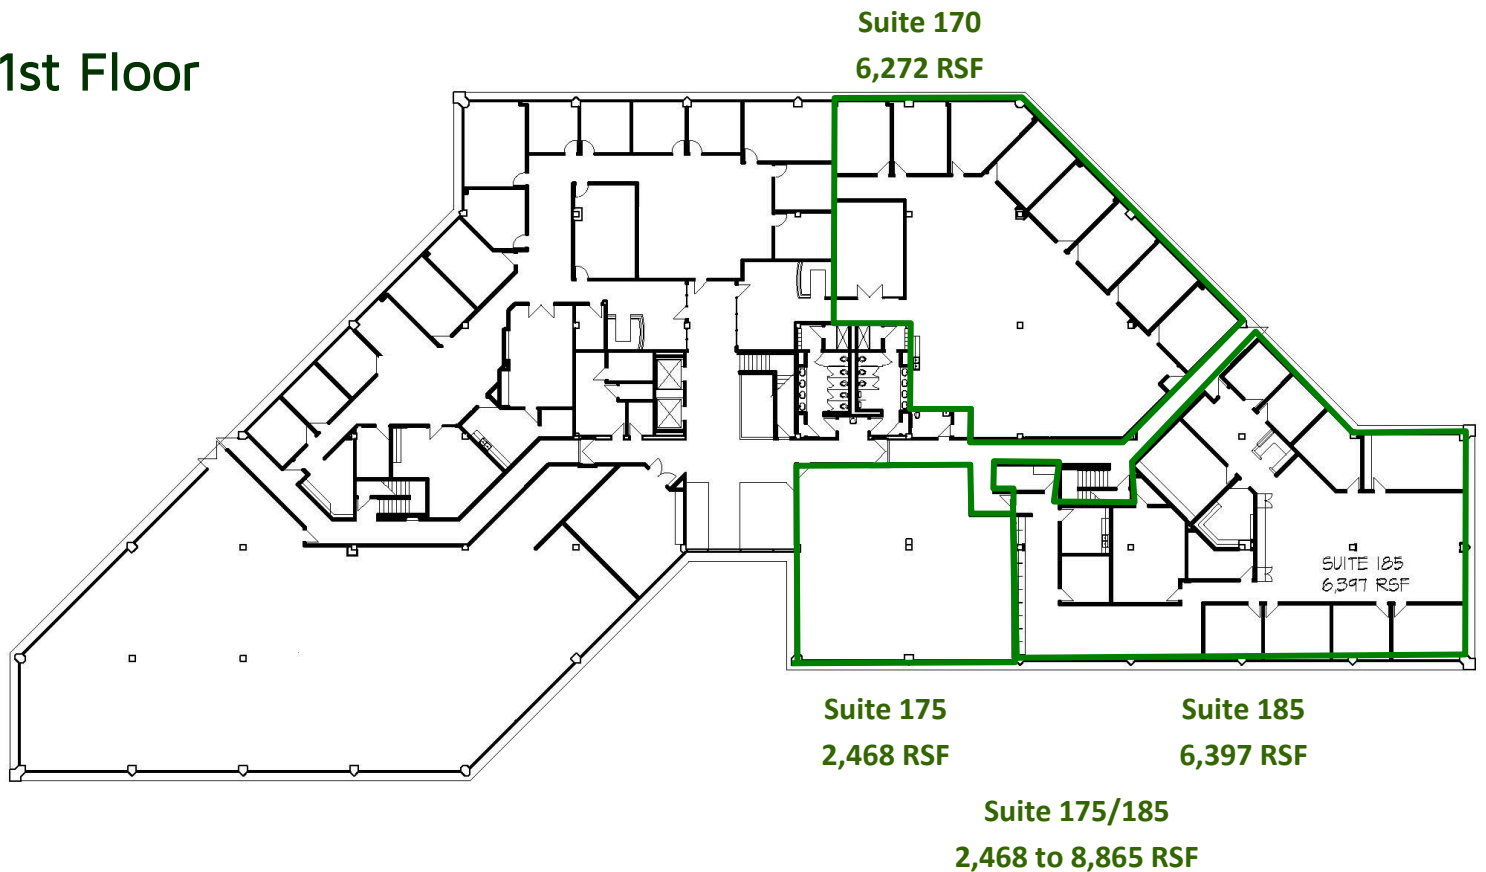 Suite 170
6,272 RSF
1st Floor
SUITE 185
6,397 RSF
Suite 175
2,468 RSF
Suite 185
6,397 RSF
Suite 175/185
2,468 to 8,865 RSF